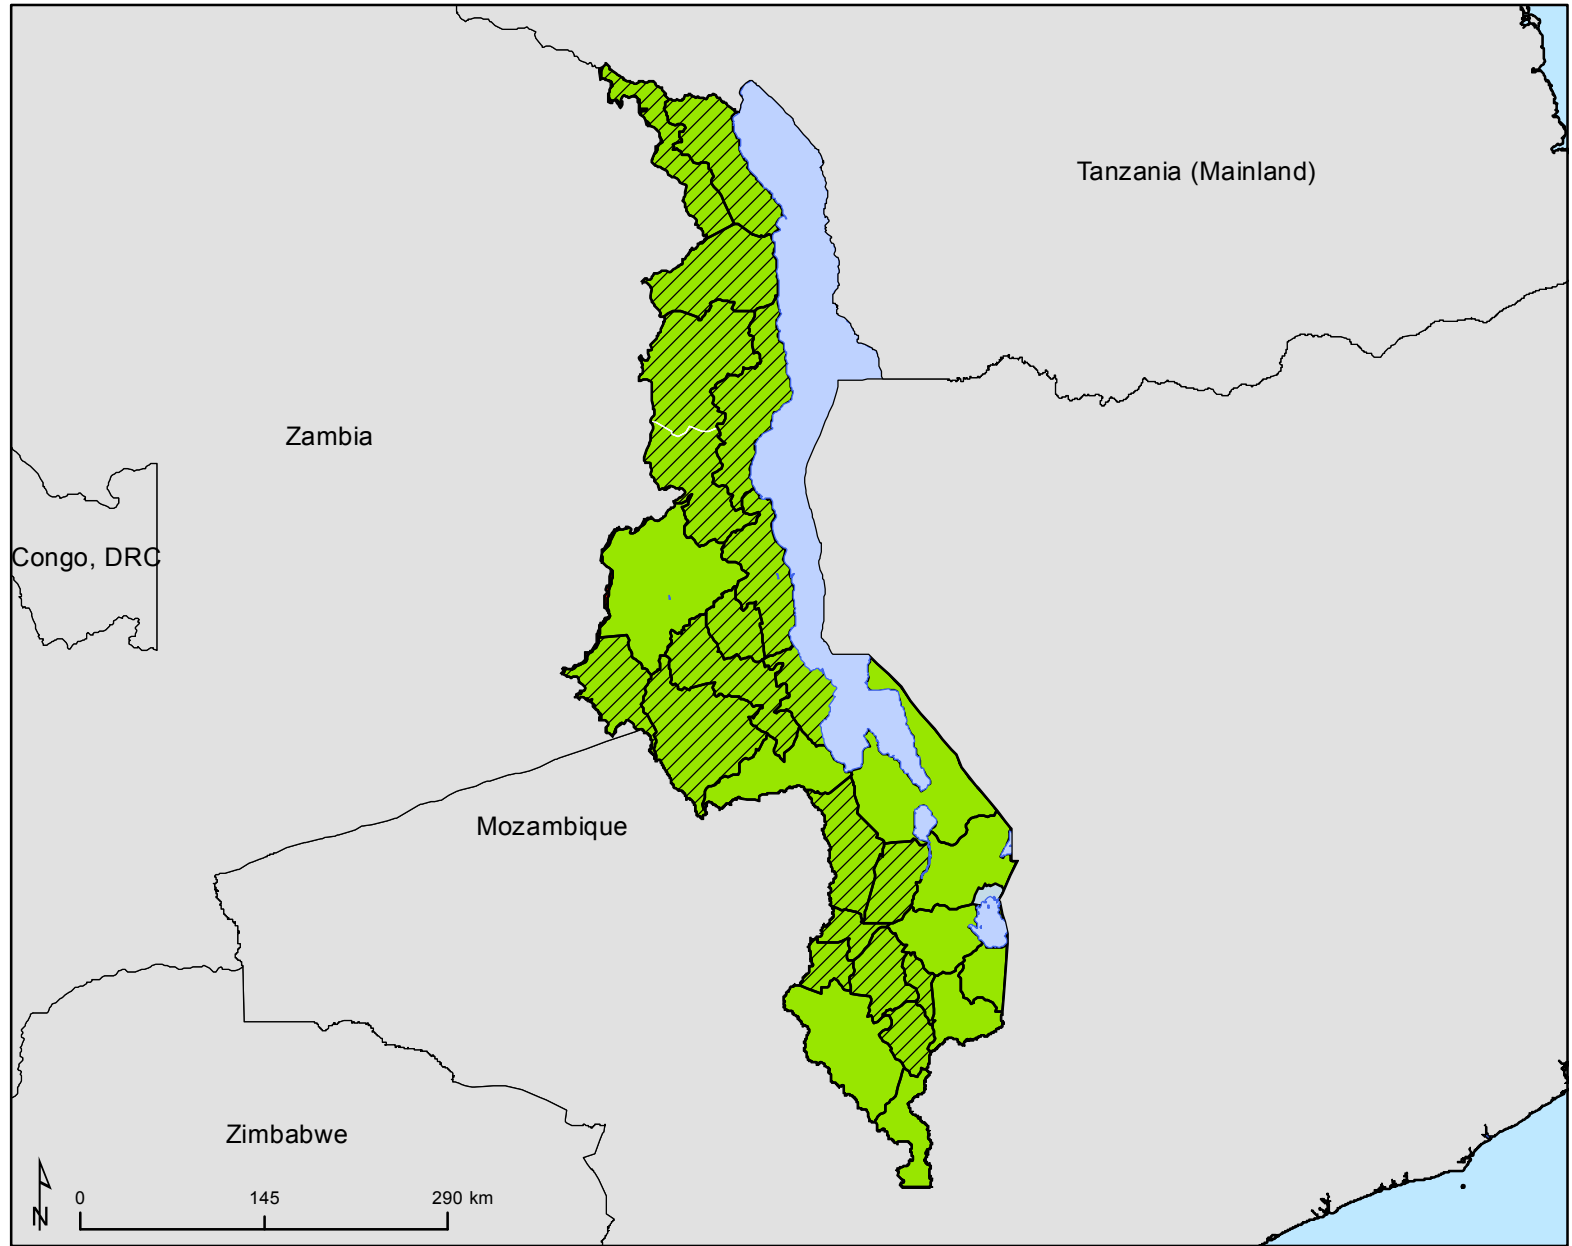 Tanzania (Mainland)
Zambia
Congo, DRC
Mozambique
Zimbabwe
N
0 145 290 km